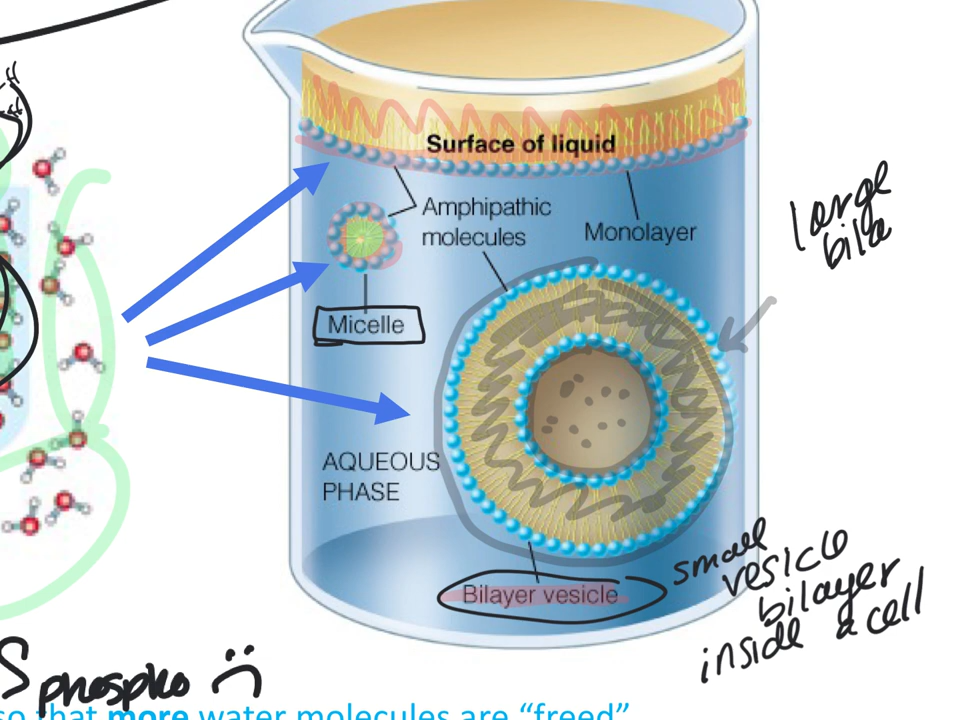 Surface of liquid
Amphipathic
molecules
Monolayer
Micelle
large
bila
AQUEOUS
PHASE
Bilayer vesicle
small
vesicle
bilayer
inside a cell
phospho
so that more water molecules are “freed”